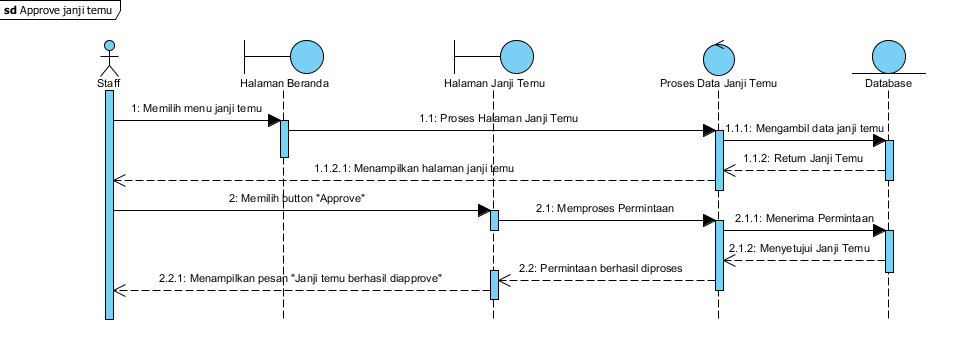 sd Approve janji temu
Staff
Halaman Beranda
Halaman Janji Temu
Proses Data Janji Temu
Database
1: Memilih menu janji temu
1.1: Proses Halaman Janji Temu
1.1.1: Mengambil data janji temu
1.1.2: Return Janji Temu
1.1.2.1: Menampilkan halaman janji temu
2: Memilih button "Approve"
2.1: Memproses Permintaan
2.1.1: Menerima Permintaan
2.1.2: Menyetujui Janji Temu
2.2: Permintaan berhasil diproses
2.2.1: Menampilkan pesan "Janji temu berhasil diapprove"